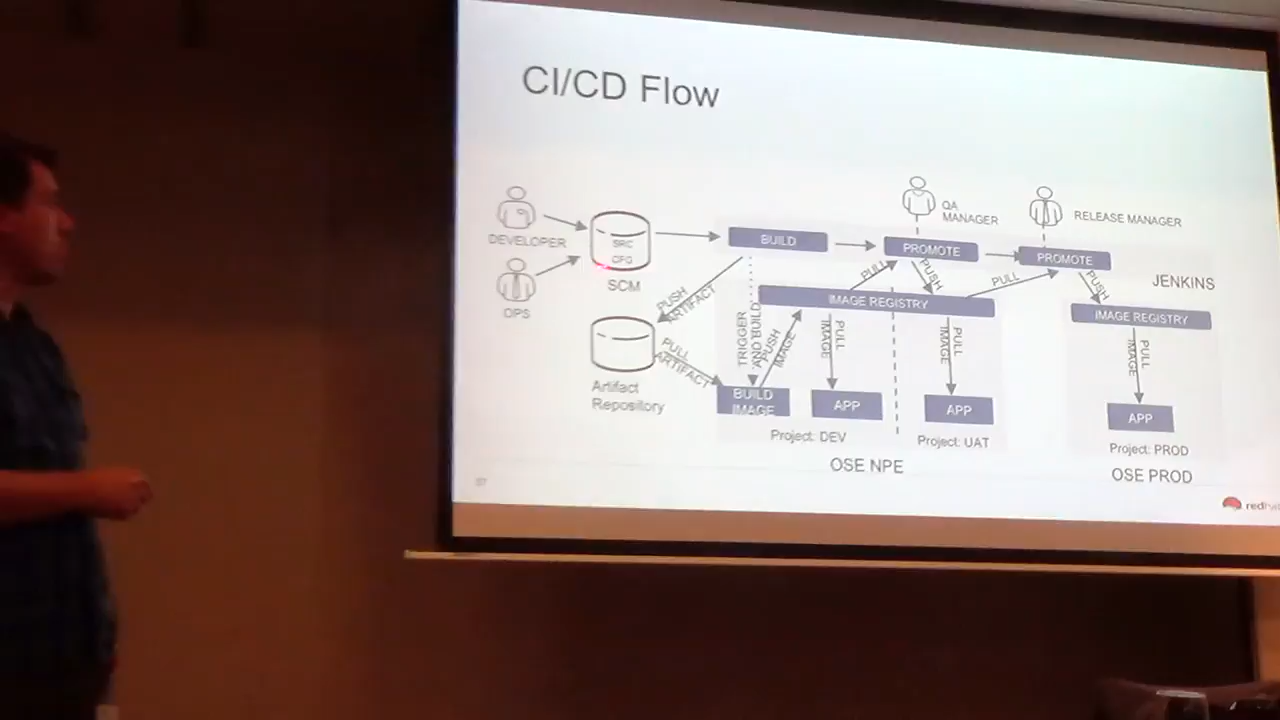 CI/CD Flow
QA
MANAGER
RELEASE MANAGER
DEVELOPER
SRC
CFG
SCM
OPS
BUILD
PROMOTE
PROMOTE
JENKINS
PULL
PUSH
PULL
PUSH
PUSH
ARTIFACT
IMAGE REGISTRY
IMAGE REGISTRY
TRIGGER
AND BUILD
PUSH
IMAGE
PULL
IMAGE
PULL
IMAGE
PULL
IMAGE
PULL
ARTIFACT
Artifact
Repository
BUILD
IMAGE
APP
APP
APP
Project: DEV
Project: UAT
Project: PROD
OSE NPE
OSE PROD